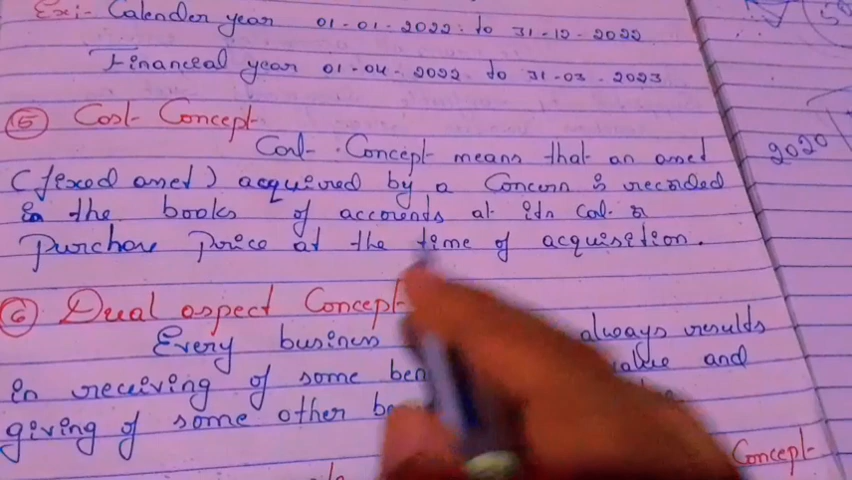 Ex:- Calender year 01-01-2022 to 31-12-2022
Financeal year 01-04-2022 to 31-03-2023
⑤ Cost Concept
Cost Concept means that an asset
(fixed asset) acquired by a Concern is recorded
in the books of accounts at its Cost or
Purchase Price at the time of acquisition.
2020
⑥ Dual aspect Concept
Every business always results
in receiving of some value and
giving of some other
Concept